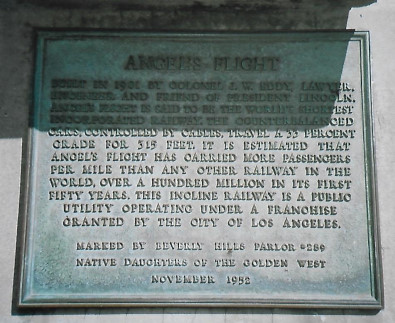 ANGELS FLIGHT
BUILT IN 1901 BY COLONEL J. W. EDDY, LAWYER,
ENGINEER AND FRIEND OF PRESIDENT LINCOLN,
ANGEL'S FLIGHT IS SAID TO BE THE WORLD'S SHORTEST
INCORPORATED RAILWAY. THE COUNTERBALANCED
CARS, CONTROLLED BY CABLES, TRAVEL A 33 PERCENT
GRADE FOR 315 FEET. IT IS ESTIMATED THAT
ANGEL'S FLIGHT HAS CARRIED MORE PASSENGERS
PER MILE THAN ANY OTHER RAILWAY IN THE
WORLD, OVER A HUNDRED MILLION IN ITS FIRST
FIFTY YEARS. THIS INCLINE RAILWAY IS A PUBLIC
UTILITY OPERATING UNDER A FRANCHISE
GRANTED BY THE CITY OF LOS ANGELES.
MARKED BY BEVERLY HILLS PARLOR #289
NATIVE DAUGHTERS OF THE GOLDEN WEST
NOVEMBER 1952